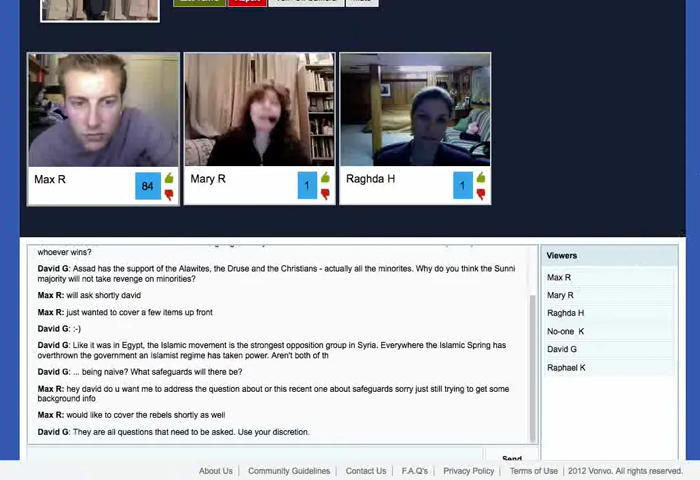 Max R
84
Mary R
1
Raghda H
1
whoever wins?
David G: Assad has the support of the Alawites, the Druse and the Christians - actually all the minorites. Why do you think the Sunni
majority will not take revenge on minorities?
Max R: will ask shortly david
Max R: just wanted to cover a few items up front
David G: :-)
David G: Like it was in Egypt, the Islamic movement is the strongest opposition group in Syria. Everywhere the Islamic Spring has
overthrown the government an islamist regime has taken power. Aren't both of th
David G: ... being naive? What safeguards will there be?
Max R: hey david do u want me to address the question about or this recent one about safeguards sorry just still trying to get some
background info
Max R: would like to cover the rebels shortly as well
David G: They are all questions that need to be asked. Use your discretion.
Send
Viewers
Max R
Mary R
Raghda H
No-one K
David G
Raphael K
About Us | Community Guidelines | Contact Us | F.A.Q's | Privacy Policy | Terms of Use | 2012 Vonvo. All rights reserved.